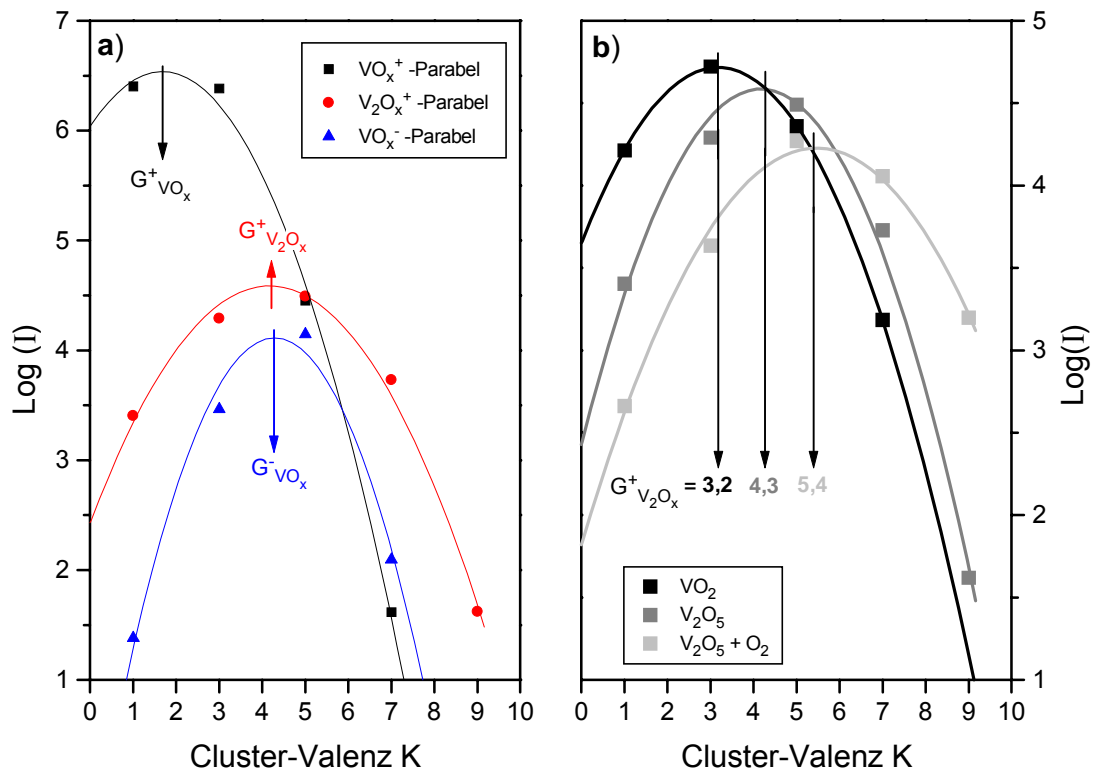 a)
VOₓ⁺ -Parabel
V₂Oₓ⁺ -Parabel
VOₓ⁻ -Parabel
G⁺VOₓ
G⁺V₂Oₓ
G⁻VOₓ
7
6
5
4
3
2
1
Log (I)
0 1 2 3 4 5 6 7 8 9 10
Cluster-Valenz K
b)
G⁺V₂Oₓ = 3,2 4,3 5,4
VO₂
V₂O₅
V₂O₅ + O₂
5
4
3
2
1
Log(I)
0 1 2 3 4 5 6 7 8 9 10
Cluster-Valenz K